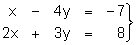 x − 4y = −7
2x + 3y = 8}